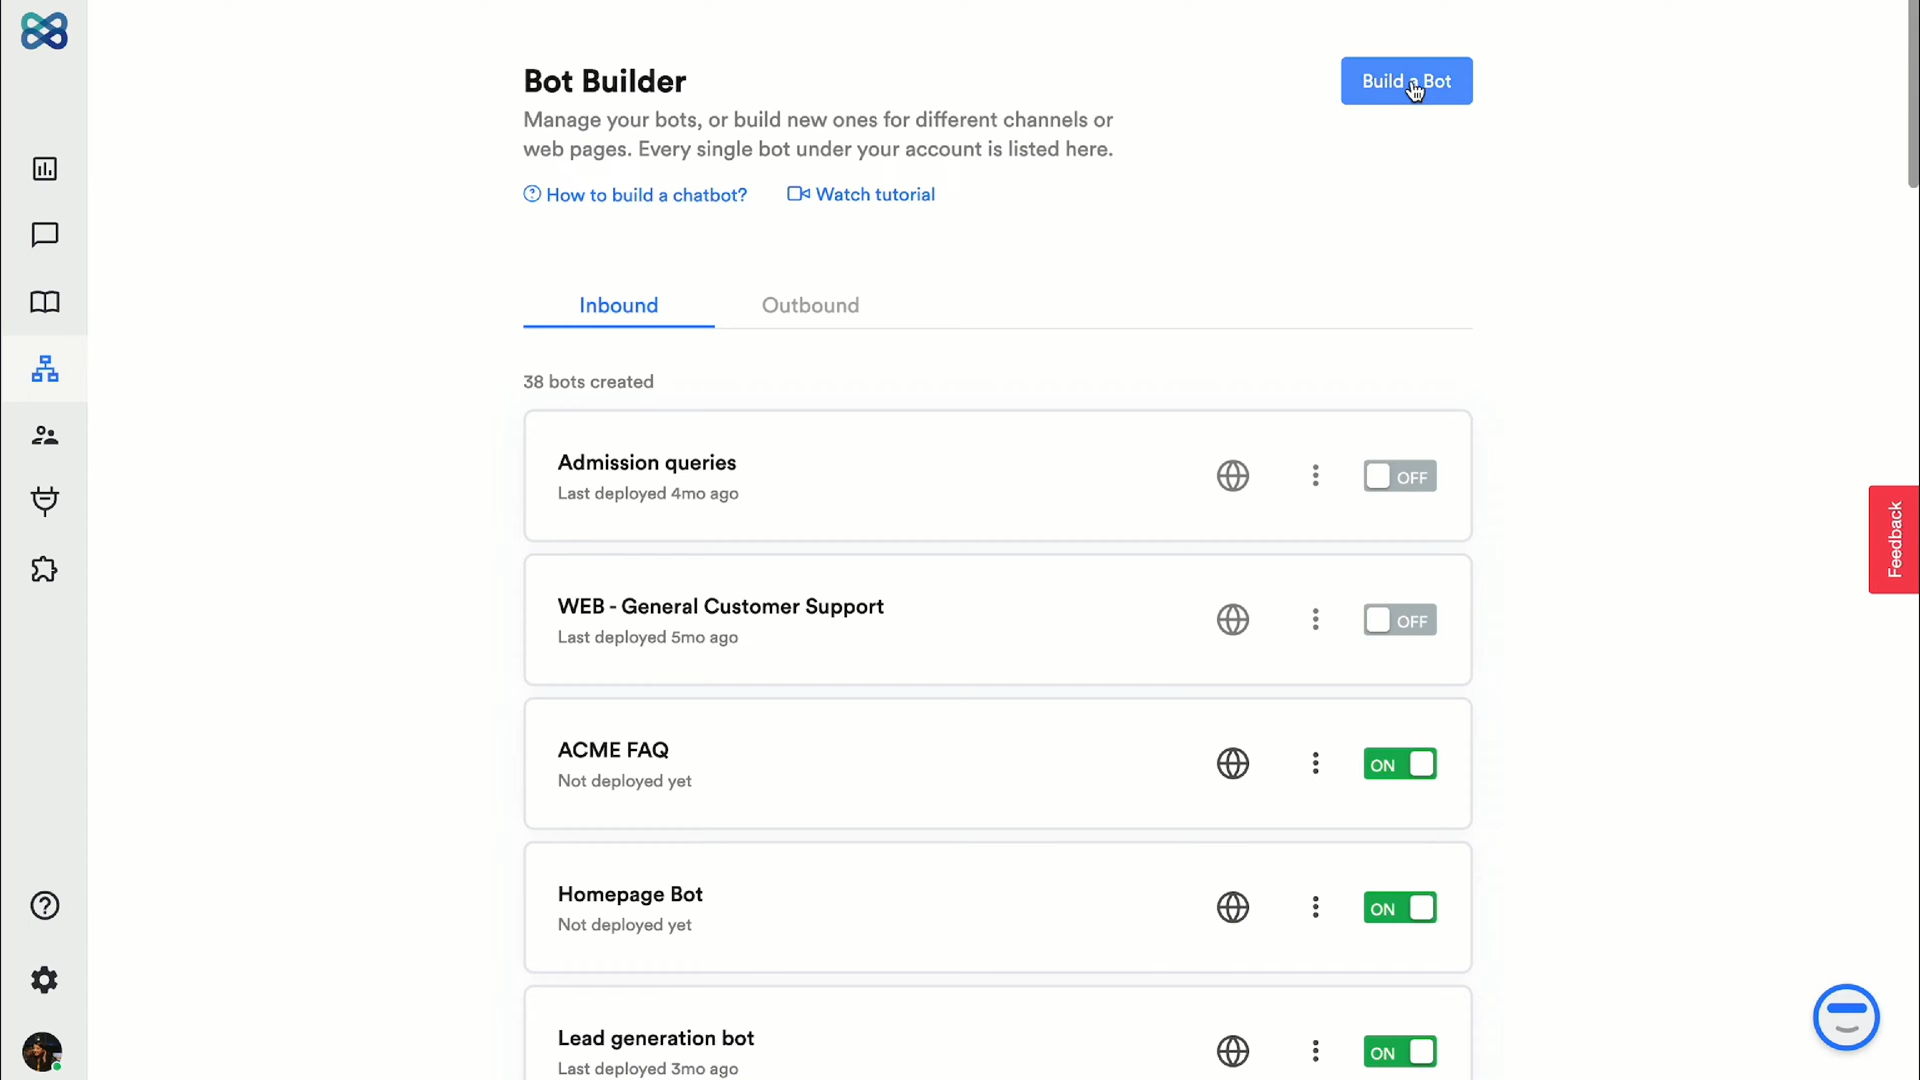 Bot Builder
Build a Bot
Manage your bots, or build new ones for different channels or
web pages. Every single bot under your account is listed here.
How to build a chatbot?
Watch tutorial
Inbound
Outbound
38 bots created
Admission queries
Last deployed 4mo ago
OFF
WEB - General Customer Support
Last deployed 5mo ago
OFF
ACME FAQ
Not deployed yet
ON
Homepage Bot
Not deployed yet
ON
Lead generation bot
Last deployed 3mo ago
ON
Feedback